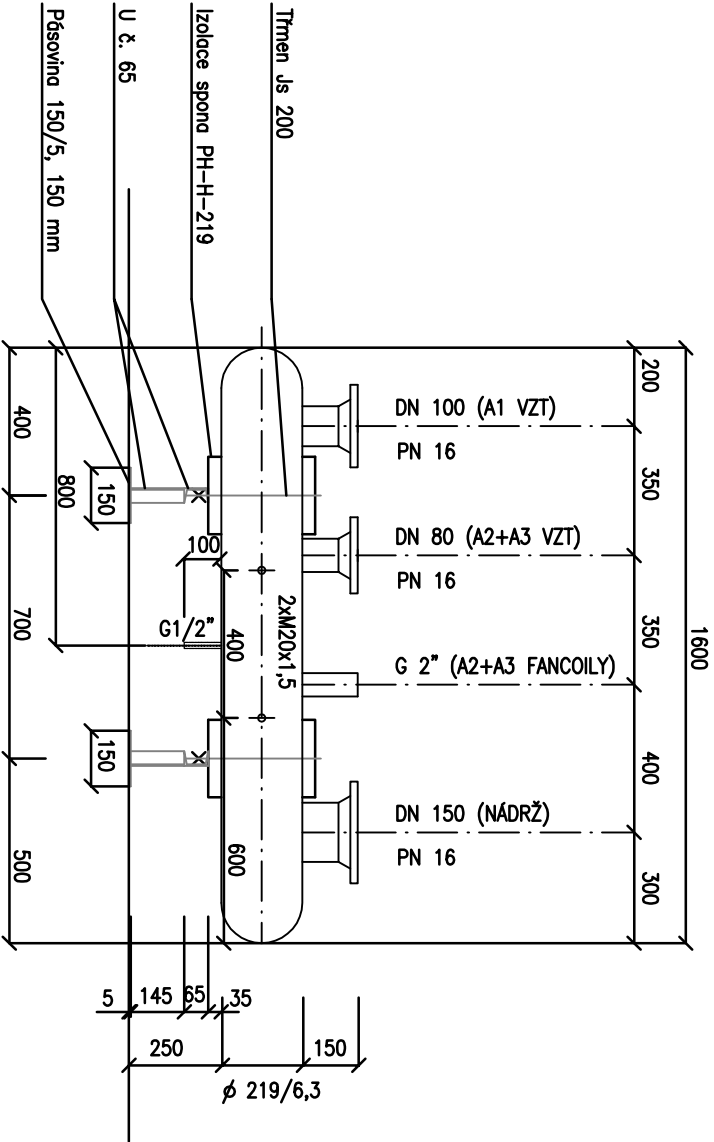 Třmen Js 200
Izolace spona PH-H-219
U č. 65
Pásovina 150/5, 150 mm
1600
200
350
350
400
300
DN 100 (A1 VZT)
PN 16
DN 80 (A2+A3 VZT)
PN 16
G 2" (A2+A3 FANCOILY)
DN 150 (NÁDRŽ)
PN 16
2xM20x1,5
400
600
100
G1/2"
150
150
800
400
700
500
5
145
65
35
250
150
ϕ 219/6,3